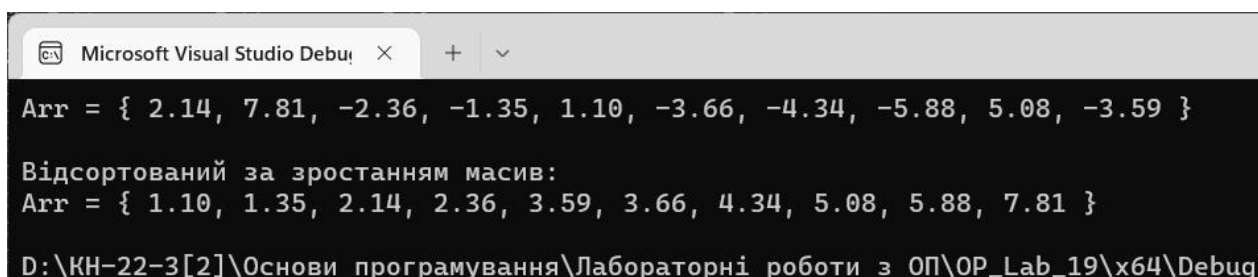 Microsoft Visual Studio Debug
Arr = { 2.14, 7.81, -2.36, -1.35, 1.10, -3.66, -4.34, -5.88, 5.08, -3.59 }
Відсортований за зростанням масив:
Arr = { 1.10, 1.35, 2.14, 2.36, 3.59, 3.66, 4.34, 5.08, 5.88, 7.81 }
D:\КН-22-3[2]\Основи програмування\Лабораторні роботи з ОП\OP_Lab_19\x64\Debug